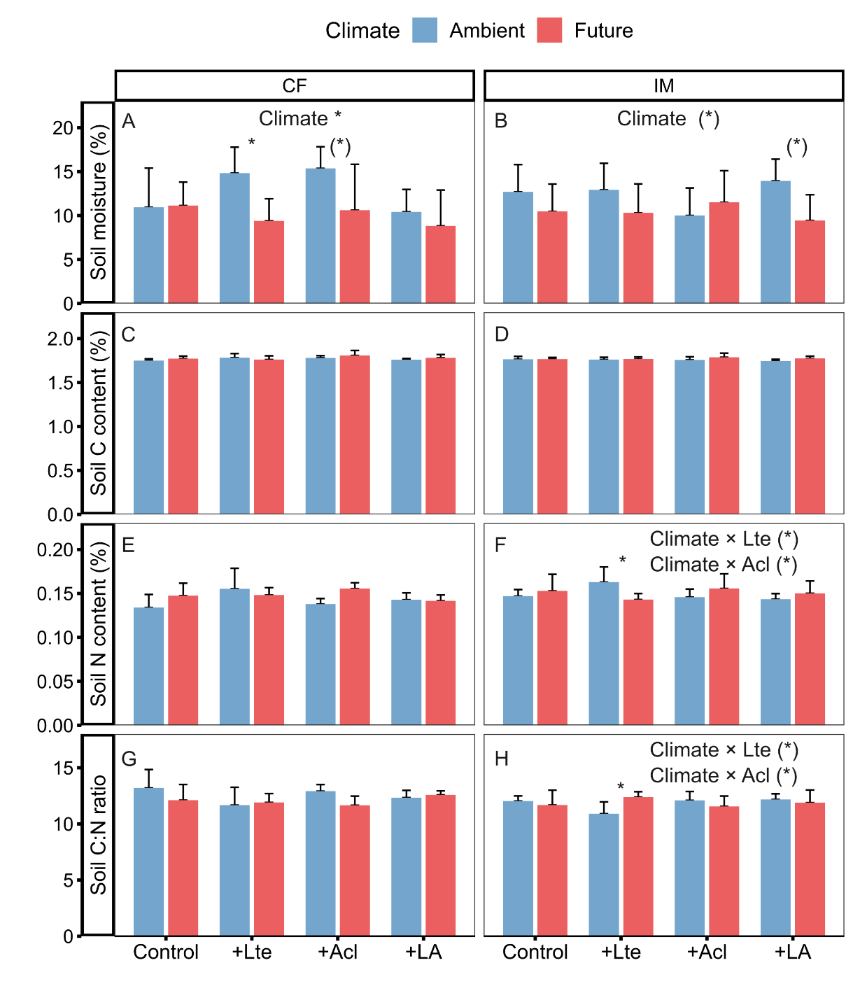 Climate Ambient Future
CF IM
Soil moisture (%)
20
15
10
5
0
A
Climate *
*
(*)
B
Climate (*)
(*)
Soil C content (%)
2.0
1.5
1.0
0.5
0.0
C
D
Soil N content (%)
0.20
0.15
0.10
0.05
0.00
E
F
Climate × Lte (*)
Climate × Acl (*)
*
Soil C:N ratio
15
10
5
0
G
H
Climate × Lte (*)
Climate × Acl (*)
*
Control +Lte +Acl +LA Control +Lte +Acl +LA